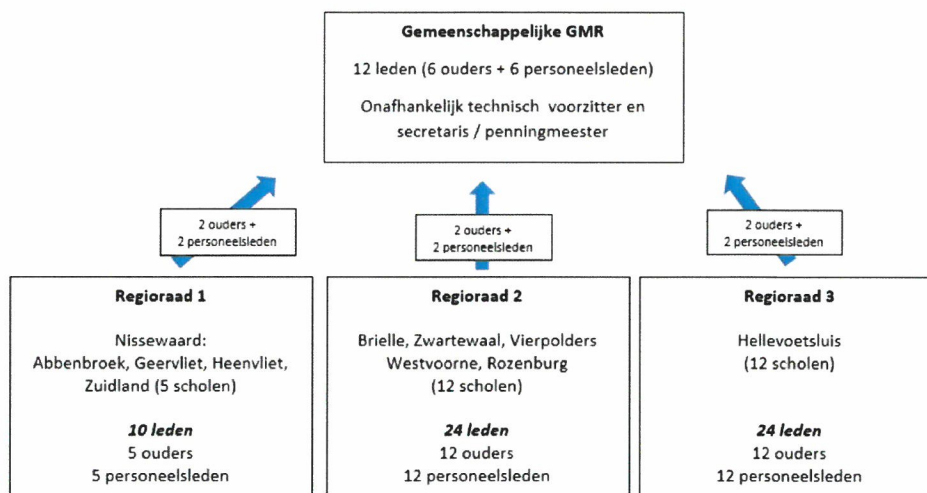 Gemeenschappelijke GMR
12 leden (6 ouders + 6 personeelsleden)
Onafhankelijk technisch voorzitter en
secretaris / penningmeester
2 ouders +
2 personeelsleden
2 ouders +
2 personeelsleden
2 ouders +
2 personeelsleden
Regioraad 1
Nissewaard:
Abbenbroek, Geervliet, Heenvliet,
Zuidland (5 scholen)
10 leden
5 ouders
5 personeelsleden
Regioraad 2
Brielle, Zwartewaal, Vierpolders
Westvoorne, Rozenburg
(12 scholen)
24 leden
12 ouders
12 personeelsleden
Regioraad 3
Hellevoetsluis
(12 scholen)
24 leden
12 ouders
12 personeelsleden